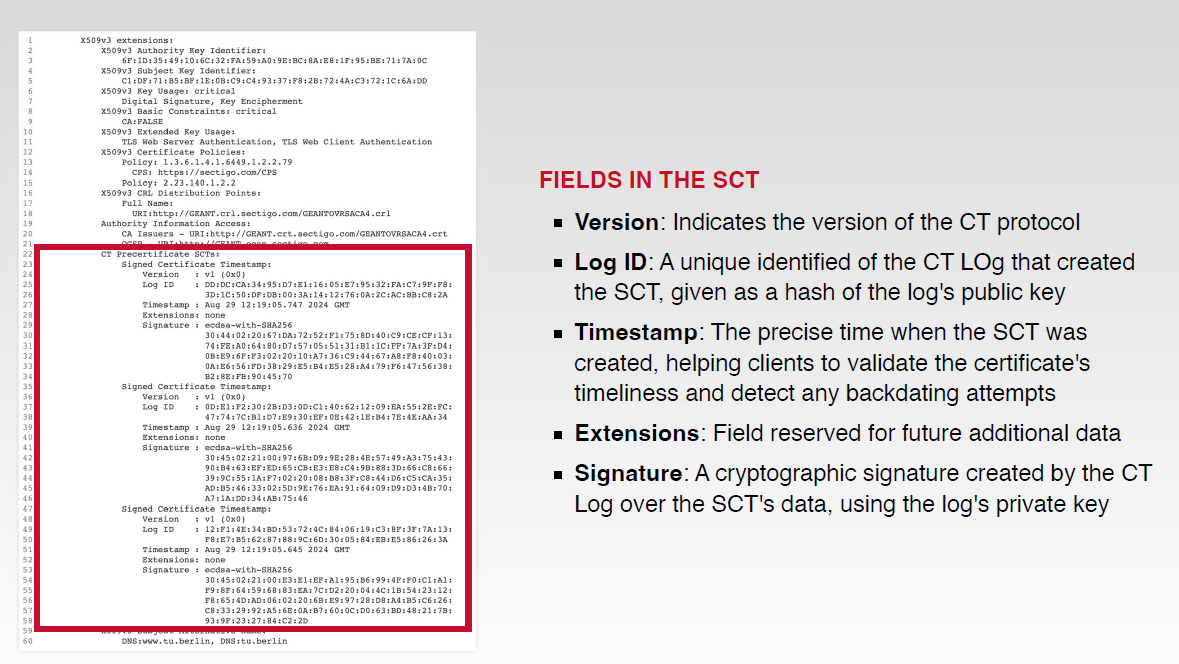 1 X509v3 extensions:
2 X509v3 Authority Key Identifier:
3 6F:1D:35:49:10:6C:32:FA:59:A0:9E:BC:8A:E8:1F:95:BE:71:7A:0C
4 X509v3 Subject Key Identifier:
5 C1:DF:71:B5:BF:1E:0B:C9:C4:93:37:F8:2B:72:4A:C3:72:1C:6A:DD
6 X509v3 Key Usage: critical
7 Digital Signature, Key Encipherment
8 X509v3 Basic Constraints: critical
9 CA:FALSE
10 X509v3 Extended Key Usage:
11 TLS Web Server Authentication, TLS Web Client Authentication
12 X509v3 Certificate Policies:
13 Policy: 1.3.6.1.4.1.6449.1.2.2.79
14 CPS: https://sectigo.com/CPS
15 Policy: 2.23.140.1.2.2
16 X509v3 CRL Distribution Points:
17 Full Name:
18 URI:http://GEANT.crl.sectigo.com/GEANTOVRSACA4.crl
19 Authority Information Access:
20 CA Issuers - URI:http://GEANT.crt.sectigo.com/GEANTOVRSACA4.crt
21 OCSP - URI:http://GEANT.ocsp.sectigo.com
22 CT Precertificate SCTs:
23 Signed Certificate Timestamp:
24 Version : v1 (0x0)
25 Log ID : DD:DC:CA:34:95:D7:E1:16:05:E7:95:32:FA:C7:9F:F8:
26 3D:1C:50:DF:DB:00:3A:14:12:76:0A:2C:AC:BB:C8:2A
27 Timestamp : Aug 29 12:19:05.747 2024 GMT
28 Extensions: none
29 Signature : ecdsa-with-SHA256
30 30:44:02:20:67:DA:72:52:F1:75:8D:40:C9:CE:CF:13:
31 74:FE:A0:64:80:D7:57:05:51:31:B1:1C:FF:7A:3F:D4:
32 0B:E9:6F:F3:02:20:10:A7:36:C9:44:67:A8:F8:40:03:
33 0A:E6:56:FD:38:29:E5:B4:E5:28:A4:79:F6:47:56:38:
34 B2:8E:FB:90:45:70
35 Signed Certificate Timestamp:
36 Version : v1 (0x0)
37 Log ID : 0D:E1:F2:30:2B:D3:0D:C1:40:62:12:09:EA:55:2E:FC:
38 47:74:7C:B1:D7:E9:30:EF:0E:42:1E:B4:7E:4E:AA:34
39 Timestamp : Aug 29 12:19:05.636 2024 GMT
40 Extensions: none
41 Signature : ecdsa-with-SHA256
42 30:45:02:21:00:97:6B:D9:9E:28:4E:57:49:A3:75:43:
43 90:B4:63:EF:ED:65:CB:E3:E8:C4:9B:88:3D:66:C8:66:
44 39:9C:55:1A:F7:02:20:08:B8:3F:C8:44:D6:C5:CA:35:
45 AD:B5:46:33:02:5D:9E:76:EA:91:64:09:D9:D3:4B:70:
46 A7:1A:DD:34:AB:75:46
47 Signed Certificate Timestamp:
48 Version : v1 (0x0)
49 Log ID : 12:F1:4E:34:BD:53:72:4C:84:06:19:C3:8F:3F:7A:13:
50 F8:E7:B5:62:87:88:9C:6D:30:05:84:EB:E5:86:26:3A
51 Timestamp : Aug 29 12:19:05.645 2024 GMT
52 Extensions: none
53 Signature : ecdsa-with-SHA256
54 30:45:02:21:00:E3:E1:EF:A1:95:B6:99:4F:F0:C1:A1:
55 F9:8F:64:59:68:83:EA:7C:D2:20:04:4C:1B:54:23:12:
56 F8:65:4D:AD:06:02:20:6B:E9:97:28:D8:A4:B5:C6:26:
57 C8:33:29:92:A5:6E:0A:B7:60:0C:D0:63:BD:48:21:7B:
58 93:9F:23:27:84:C2:2D
59 X509v3 Subject Alternative Name:
60 DNS:www.tu.berlin, DNS:tu.berlin
FIELDS IN THE SCT
Version: Indicates the version of the CT protocol
Log ID: A unique identified of the CT LOg that created
the SCT, given as a hash of the log's public key
Timestamp: The precise time when the SCT was
created, helping clients to validate the certificate's
timeliness and detect any backdating attempts
Extensions: Field reserved for future additional data
Signature: A cryptographic signature created by the CT
Log over the SCT's data, using the log's private key